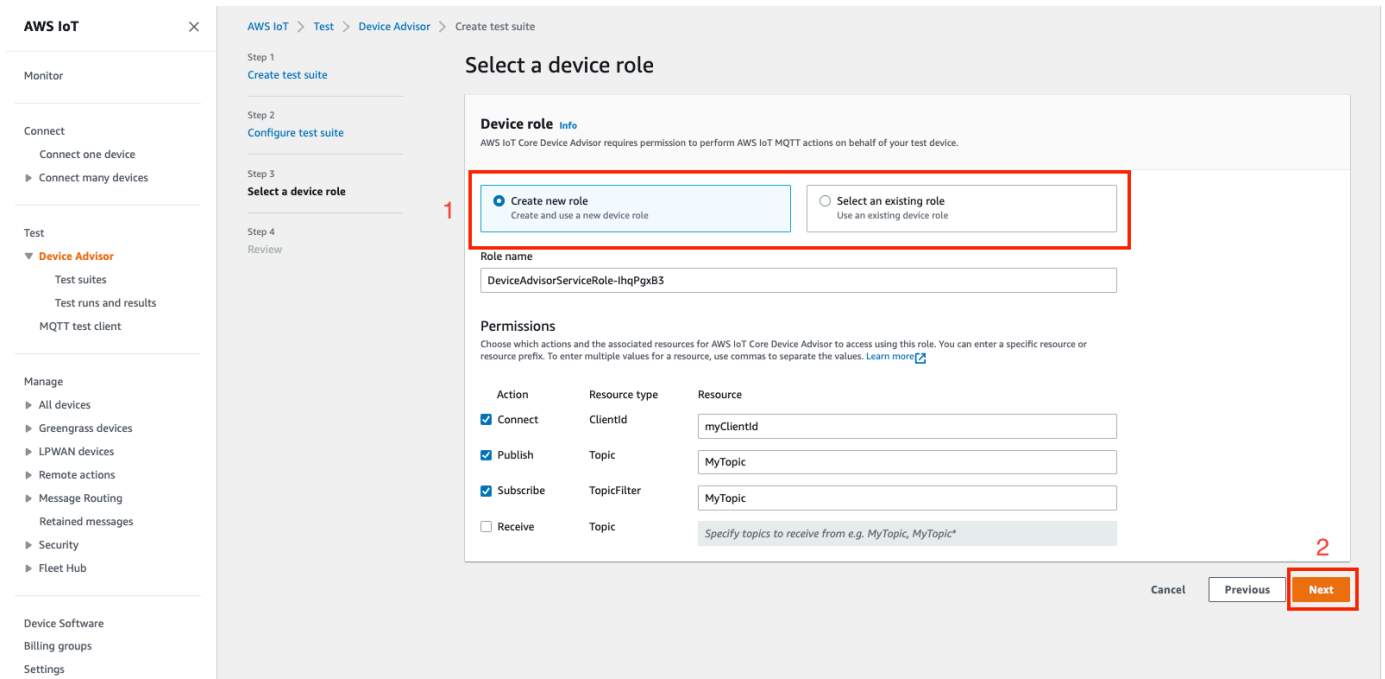 AWS IoT
Monitor
Connect
Connect one device
Connect many devices
Test
Device Advisor
Test suites
Test runs and results
MQTT test client
Manage
All devices
Greengrass devices
LPWAN devices
Remote actions
Message Routing
Retained messages
Security
Fleet Hub
Device Software
Billing groups
Settings
AWS IoT > Test > Device Advisor > Create test suite
Step 1
Create test suite
Step 2
Configure test suite
Step 3
Select a device role
Step 4
Review
Select a device role
Device role Info
AWS IoT Core Device Advisor requires permission to perform AWS IoT MQTT actions on behalf of your test device.
1
Create new role
Create and use a new device role
Select an existing role
Use an existing device role
Role name
DeviceAdvisorServiceRole-IhqPgxB3
Permissions
Choose which actions and the associated resources for AWS IoT Core Device Advisor to access using this role. You can enter a specific resource or
resource prefix. To enter multiple values for a resource, use commas to separate the values. Learn more
Action Resource type Resource
Connect ClientId myClientId
Publish Topic MyTopic
Subscribe TopicFilter MyTopic
Receive Topic Specify topics to receive from e.g. MyTopic, MyTopic*
2
Cancel Previous Next